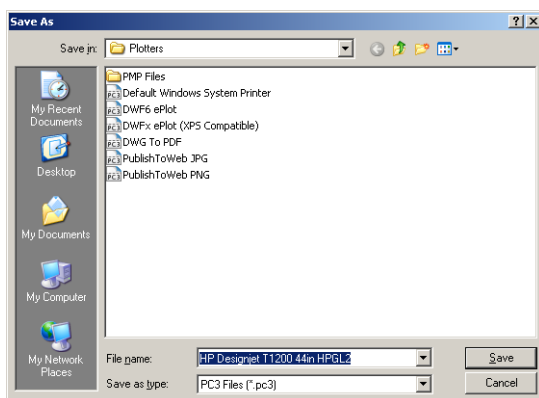 Save As
Save in:
Plotters
My Recent
Documents
Desktop
My Documents
My Computer
My Network
Places
PMP Files
Default Windows System Printer
DWF6 ePlot
DWFx ePlot (XPS Compatible)
DWG To PDF
PublishToWeb JPG
PublishToWeb PNG
File name:
HP Designjet T1200 44in HPGL2
Save
Save as type:
PC3 Files (*.pc3)
Cancel